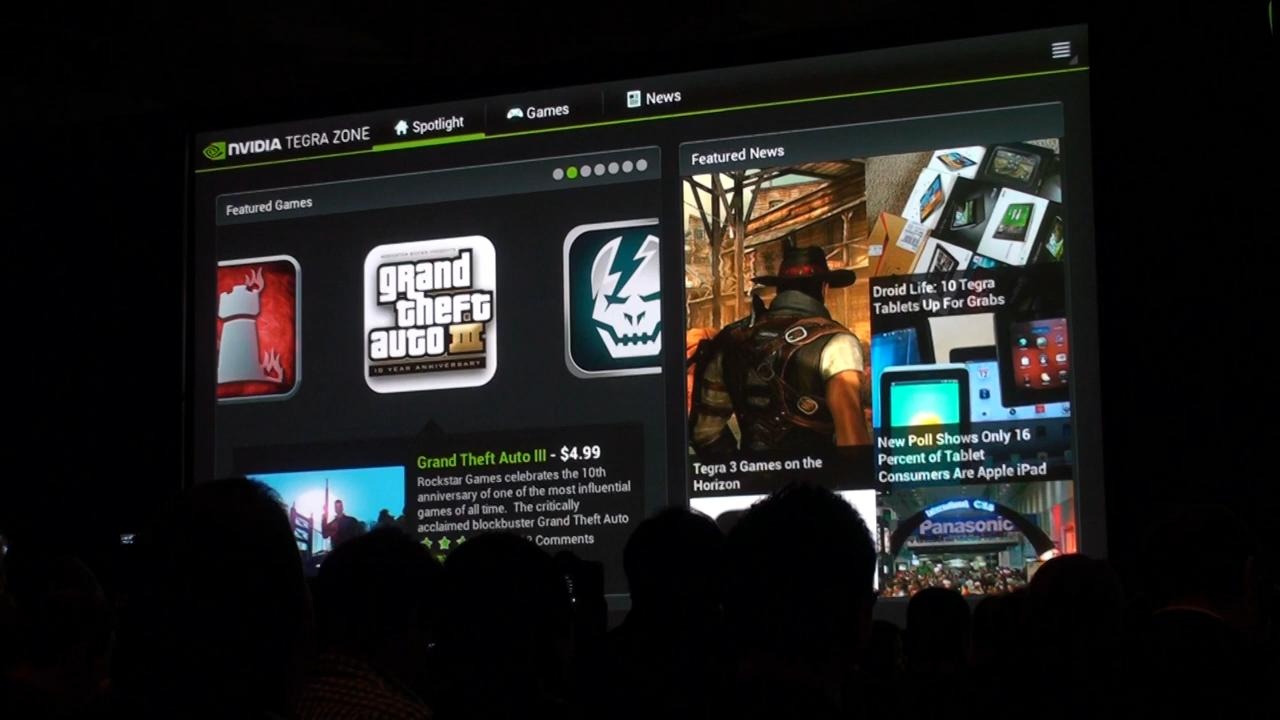 NVIDIA TEGRA ZONE
Spotlight
Games
News
Featured Games
grand
theft
auto III
10 YEAR ANNIVERSARY
Grand Theft Auto III - $4.99
Rockstar Games celebrates the 10th
anniversary of one of the most influential
games of all time. The critically
acclaimed blockbuster Grand Theft Auto
Comments
Featured News
Tegra 3 Games on the
Horizon
Droid Life: 10 Tegra
Tablets Up For Grabs
New Poll Shows Only 16
Percent of Tablet
Consumers Are Apple iPad
International CES
Panasonic